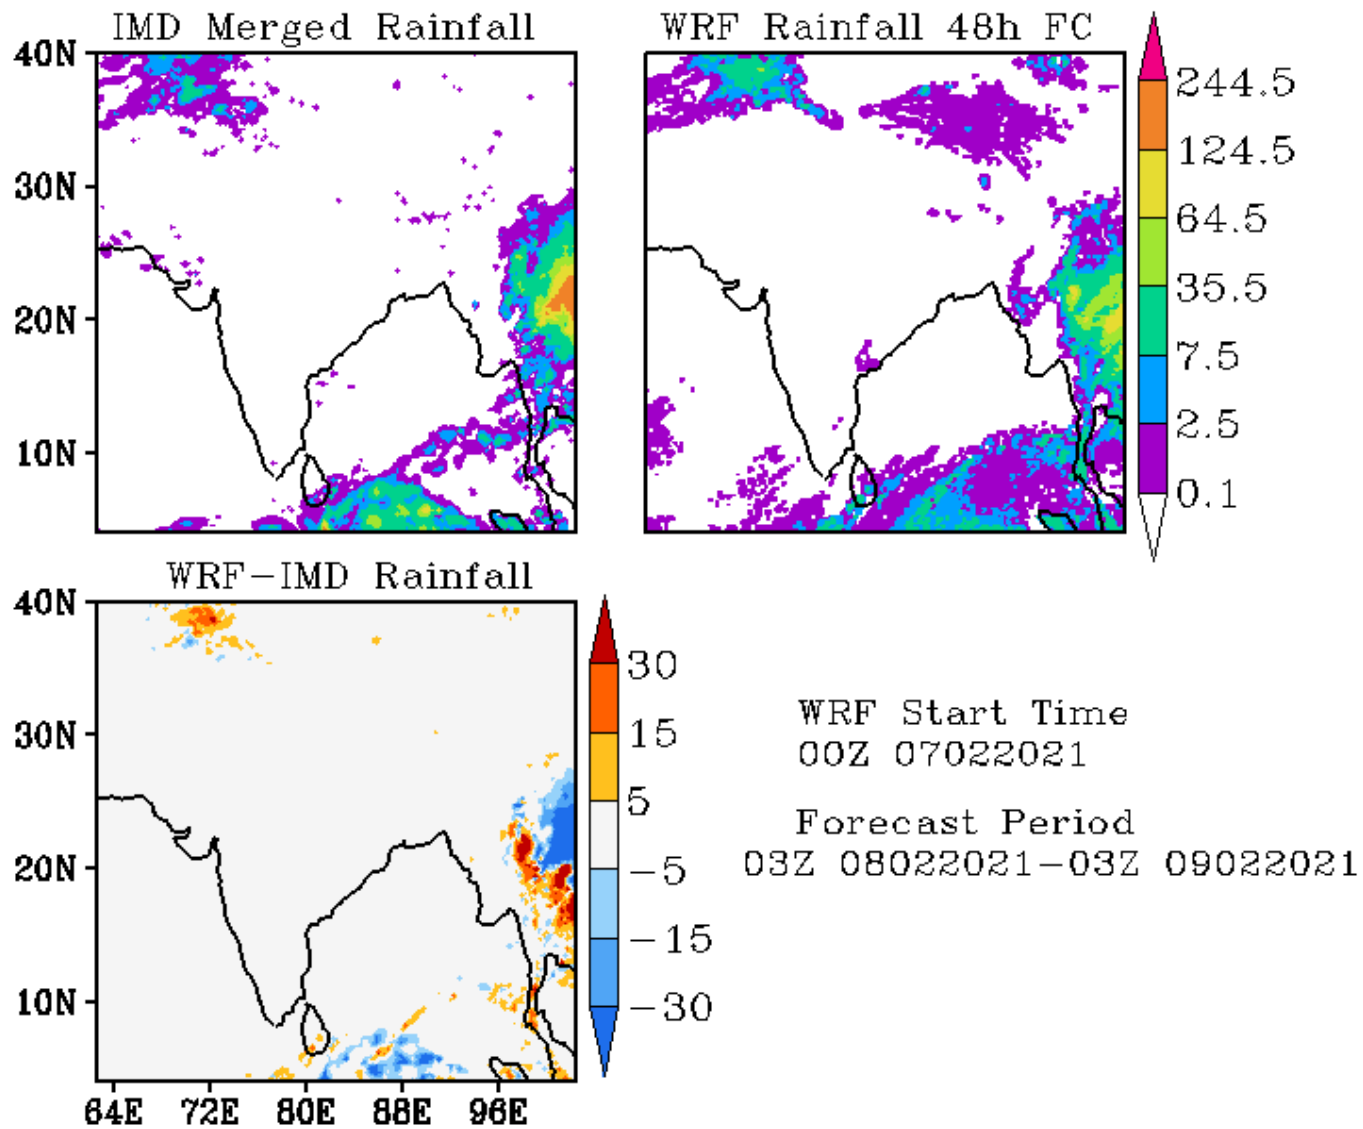 IMD Merged Rainfall
WRF Rainfall 48h FC
40N
30N
20N
10N
244.5
124.5
64.5
35.5
7.5
2.5
0.1
WRF-IMD Rainfall
40N
30N
20N
10N
64E 72E 80E 88E 96E
30
15
5
-5
-15
-30
WRF Start Time
00Z 07022021
Forecast Period
03Z 08022021-03Z 09022021